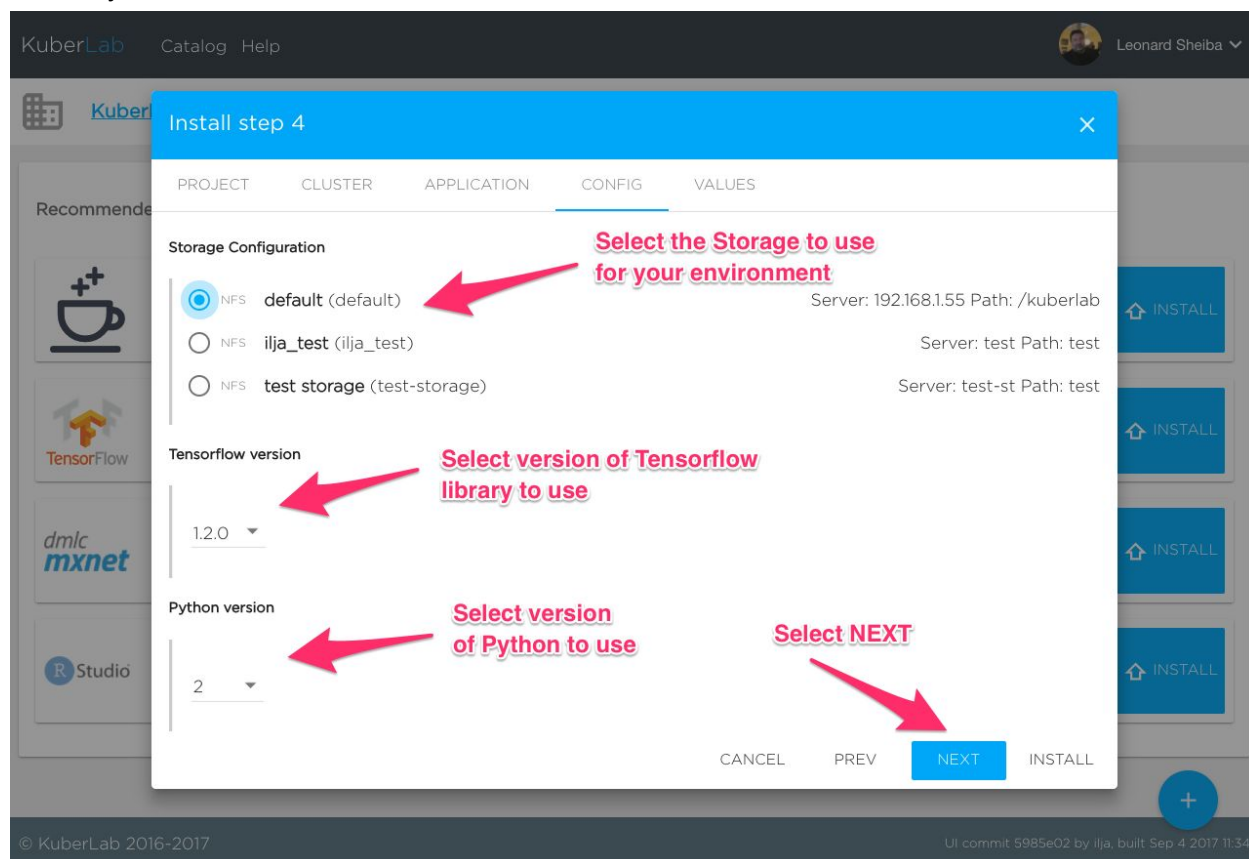 KuberLab Catalog Help Leonard Sheiba
Install step 4
PROJECT CLUSTER APPLICATION CONFIG VALUES
Recommende
Storage Configuration
Select the Storage to use
for your environment
NFS default (default) Server: 192.168.1.55 Path: /kuberlab
NFS ilja_test (ilja_test) Server: test Path: test
NFS test storage (test-storage) Server: test-st Path: test
INSTALL
TensorFlow
INSTALL
Tensorflow version
Select version of Tensorflow
library to use
1.2.0
dmlc
mxnet
INSTALL
Python version
Select version
of Python to use
Select NEXT
R Studio
INSTALL
2
CANCEL PREV NEXT INSTALL
+
© KuberLab 2016-2017 UI commit 5985e02 by ilja, built Sep 4 2017 11:34